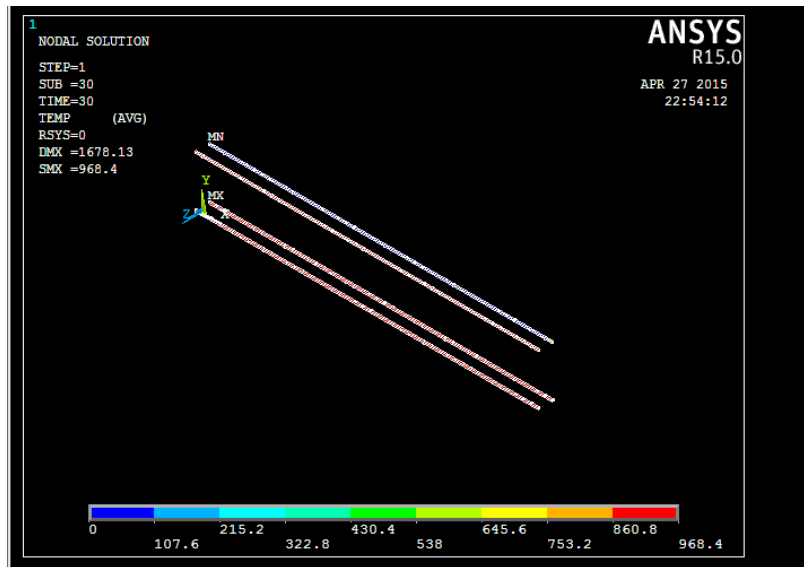 1
NODAL SOLUTION
STEP=1
SUB =30
TIME=30
TEMP (AVG)
RSYS=0
DMX =1678.13
SMX =968.4
ANSYS
R15.0
APR 27 2015
22:54:12
MN
Y
MX
Z X
0 215.2 430.4 645.6 860.8
107.6 322.8 538 753.2 968.4